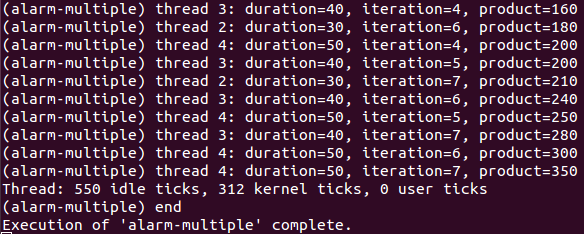 (alarm-multiple) thread 3: duration=40, iteration=4, product=160
(alarm-multiple) thread 2: duration=30, iteration=6, product=180
(alarm-multiple) thread 4: duration=50, iteration=4, product=200
(alarm-multiple) thread 3: duration=40, iteration=5, product=200
(alarm-multiple) thread 2: duration=30, iteration=7, product=210
(alarm-multiple) thread 3: duration=40, iteration=6, product=240
(alarm-multiple) thread 4: duration=50, iteration=5, product=250
(alarm-multiple) thread 3: duration=40, iteration=7, product=280
(alarm-multiple) thread 4: duration=50, iteration=6, product=300
(alarm-multiple) thread 4: duration=50, iteration=7, product=350
Thread: 550 idle ticks, 312 kernel ticks, 0 user ticks
(alarm-multiple) end
Execution of 'alarm-multiple' complete.